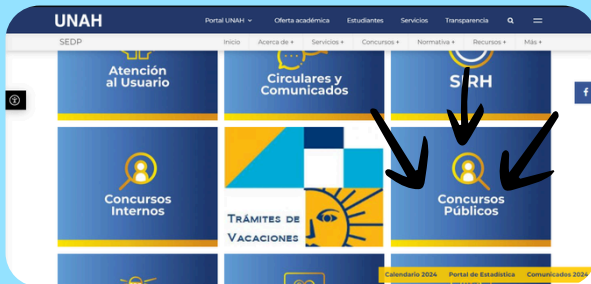 UNAH
Portal UNAH Oferta académica Estudiantes Servicios Transparencia
SEDP
Inicio Acerca de + Servicios + Concursos + Normativa + Recursos + Más +
Atención
al Usuario
Circulares y
Comunicados
SIRH
f
Concursos
Internos
TRÁMITES DE
VACACIONES
Concursos
Públicos
Calendario 2024 Portal de Estadística Comunicados 2024